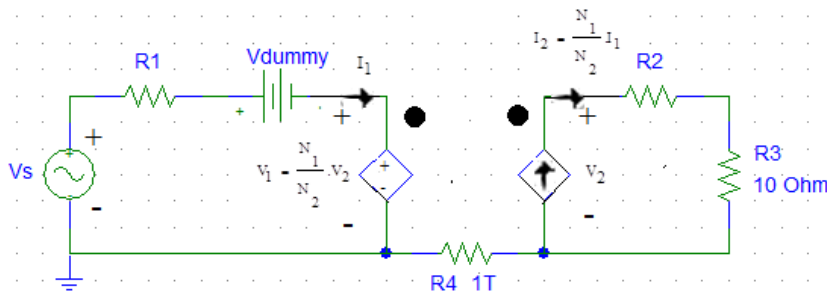 I₂ = N₁/N₂ I₁
R1
Vdummy
I₁
R2
+
+
+
+
Vs
+
-
V₁ = N₁/N₂ V₂
+
-
V₂
R3
10 Ohm
-
-
-
R4 1T